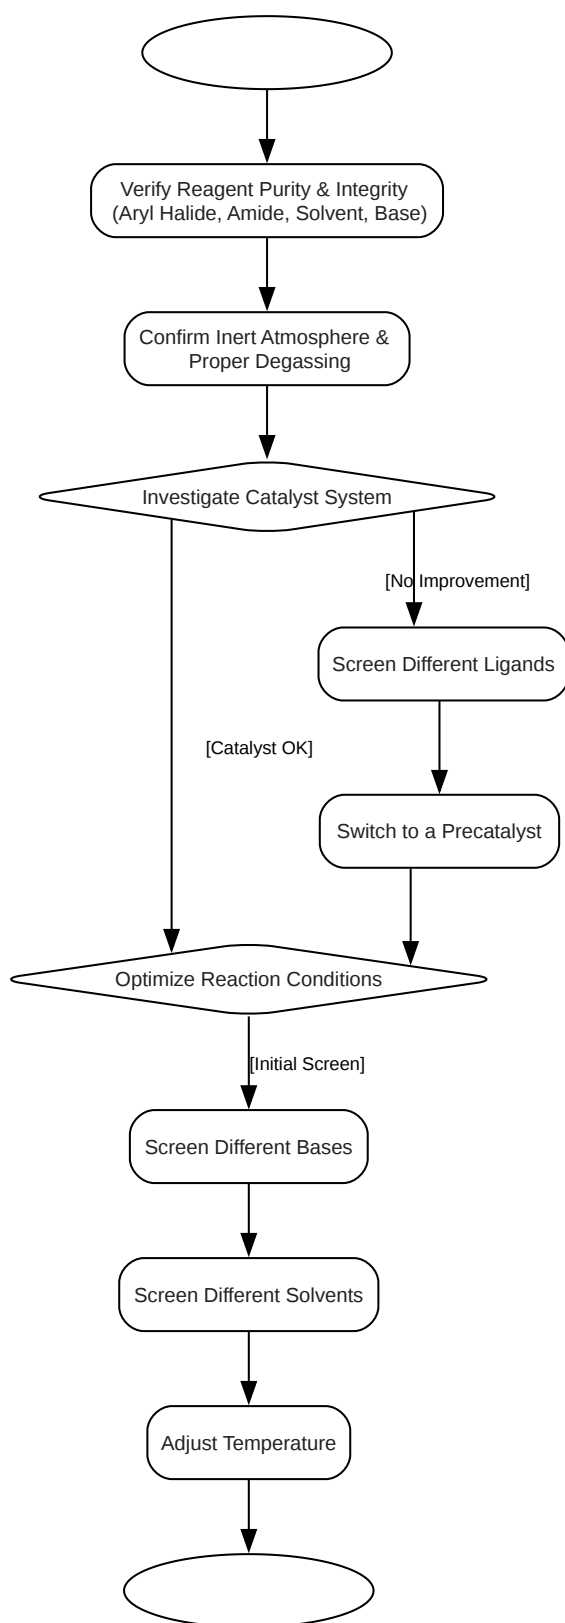 Verify Reagent Purity & Integrity
(Aryl Halide, Amide, Solvent, Base)
Confirm Inert Atmosphere &
Proper Degassing
Investigate Catalyst System
[No Improvement]
Screen Different Ligands
[Catalyst OK]
Switch to a Precatalyst
Optimize Reaction Conditions
[Initial Screen]
Screen Different Bases
Screen Different Solvents
Adjust Temperature